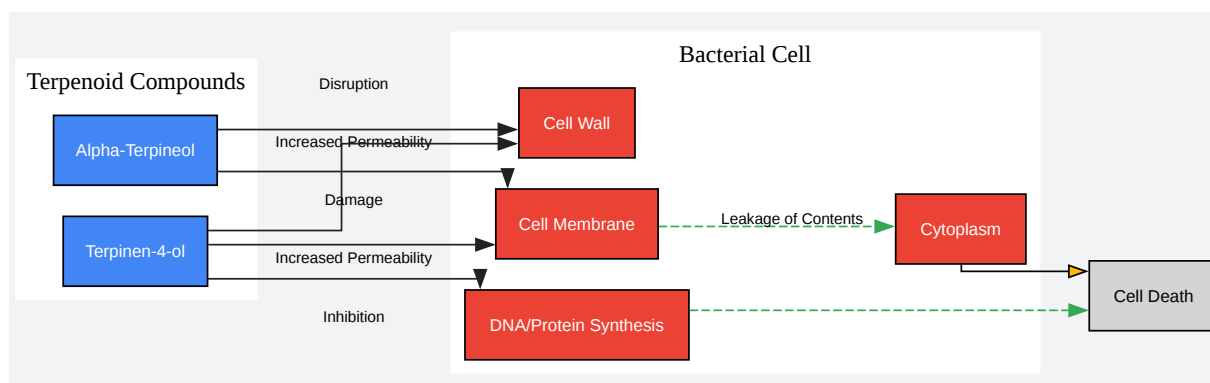 Terpenoid Compounds
Alpha-Terpineol
Terpinen-4-ol
Disruption
Increased Permeability
Damage
Increased Permeability
Inhibition
Bacterial Cell
Cell Wall
Cell Membrane
DNA/Protein Synthesis
Leakage of Contents
Cytoplasm
Cell Death